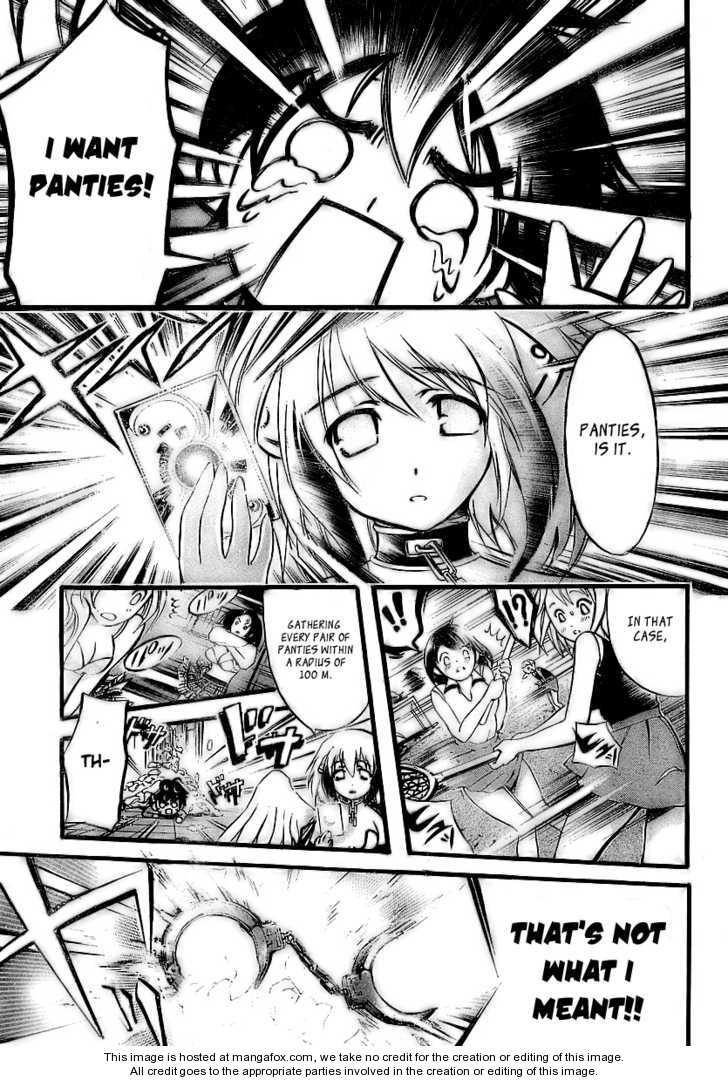 I WANT
PANTIES!
PANTIES,
IS IT.
IN THAT
CASE,
!!
!?
GATHERING
EVERY PAIR OF
PANTIES WITHIN
A RADIUS OF
100 M.
TH-
THAT'S NOT
WHAT I
MEANT!!
This image is hosted at mangafox.com, we take no credit for the creation or editing of this image.
All credit goes to the appropriate parties involved in the creation or editing of this image.